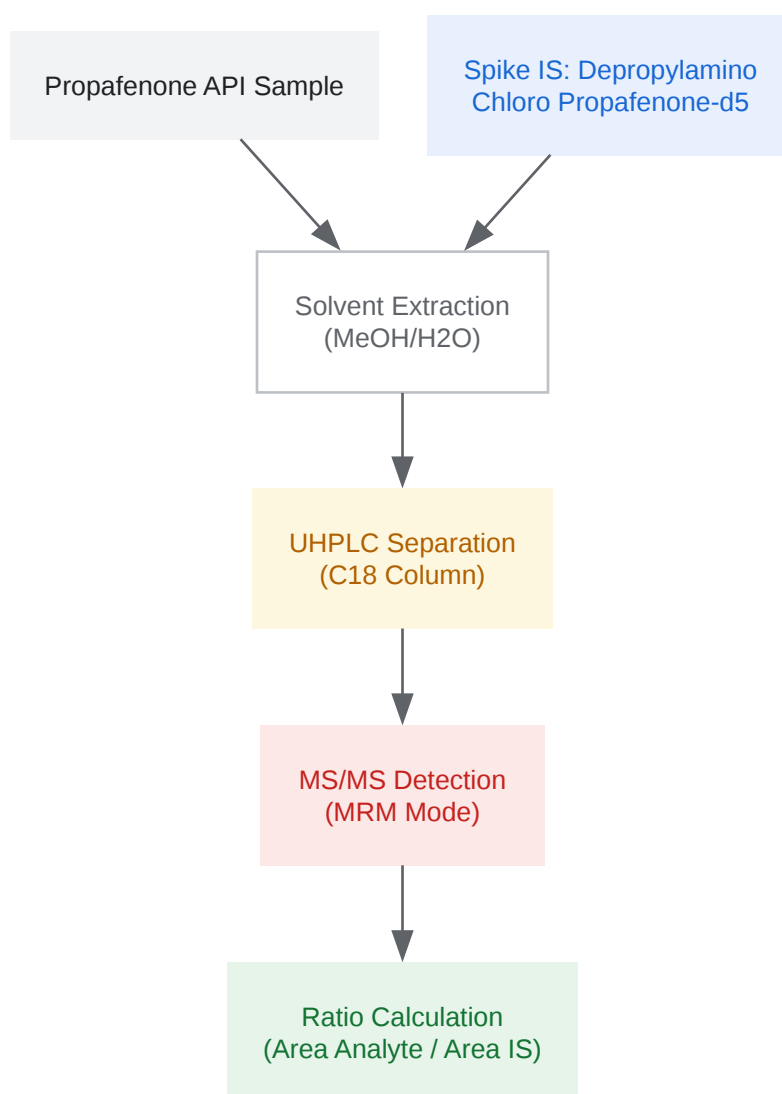 Propafenone API Sample
Spike IS: Depropylamino
Chloro Propafenone-d5
Solvent Extraction
(MeOH/H2O)
UHPLC Separation
(C18 Column)
MS/MS Detection
(MRM Mode)
Ratio Calculation
(Area Analyte / Area IS)